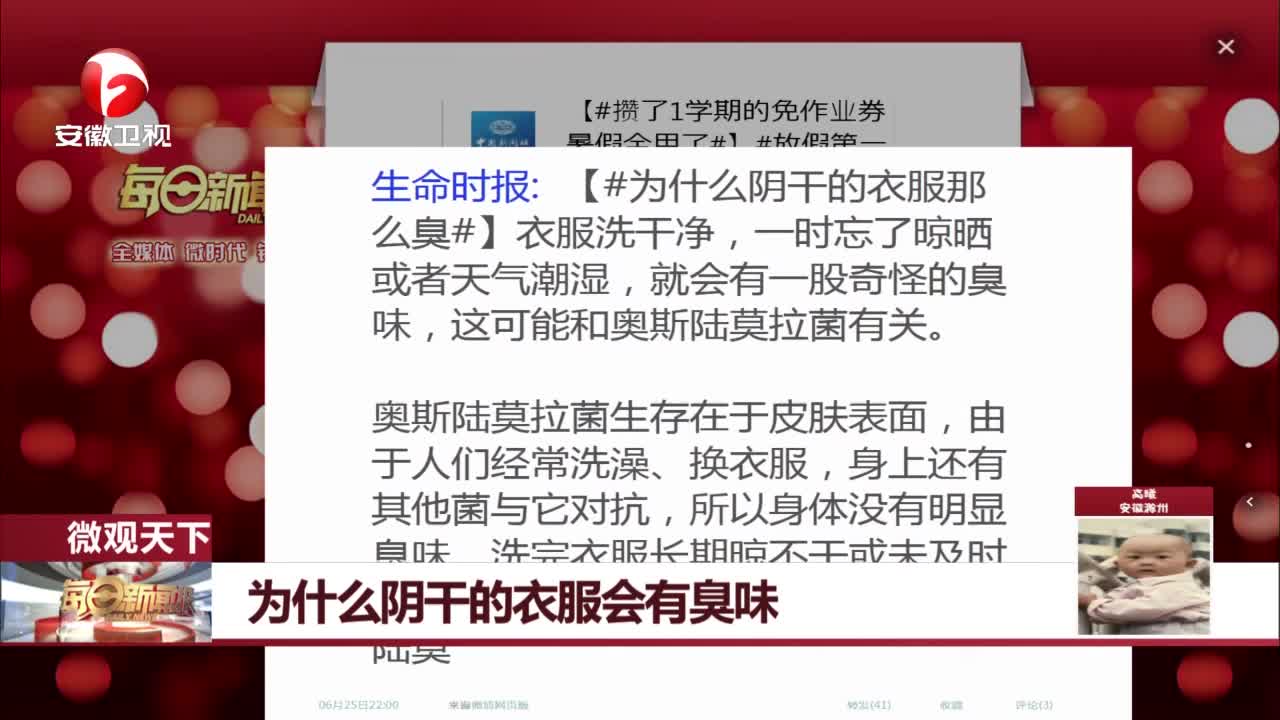 安徽卫视
每日新闻
DAILY
全媒体 微时代
【#攒了1学期的免作业券
暑假全用了#】#放假第一
生命时报:【#为什么阴干的衣服那
么臭#】衣服洗干净，一时忘了晾晒
或者天气潮湿，就会有一股奇怪的臭
味，这可能和奥斯陆莫拉菌有关。
奥斯陆莫拉菌生存在于皮肤表面，由
于人们经常洗澡、换衣服，身上还有
其他菌与它对抗，所以身体没有明显
臭味。洗完衣服长期晾不干或未及时
陆莫
微观天下
每日新闻报
DAILY NEWS
为什么阴干的衣服会有臭味
高曦
安徽滁州
06月25日22:00 来自微博网页版 转发(41) 收藏 评论(3)